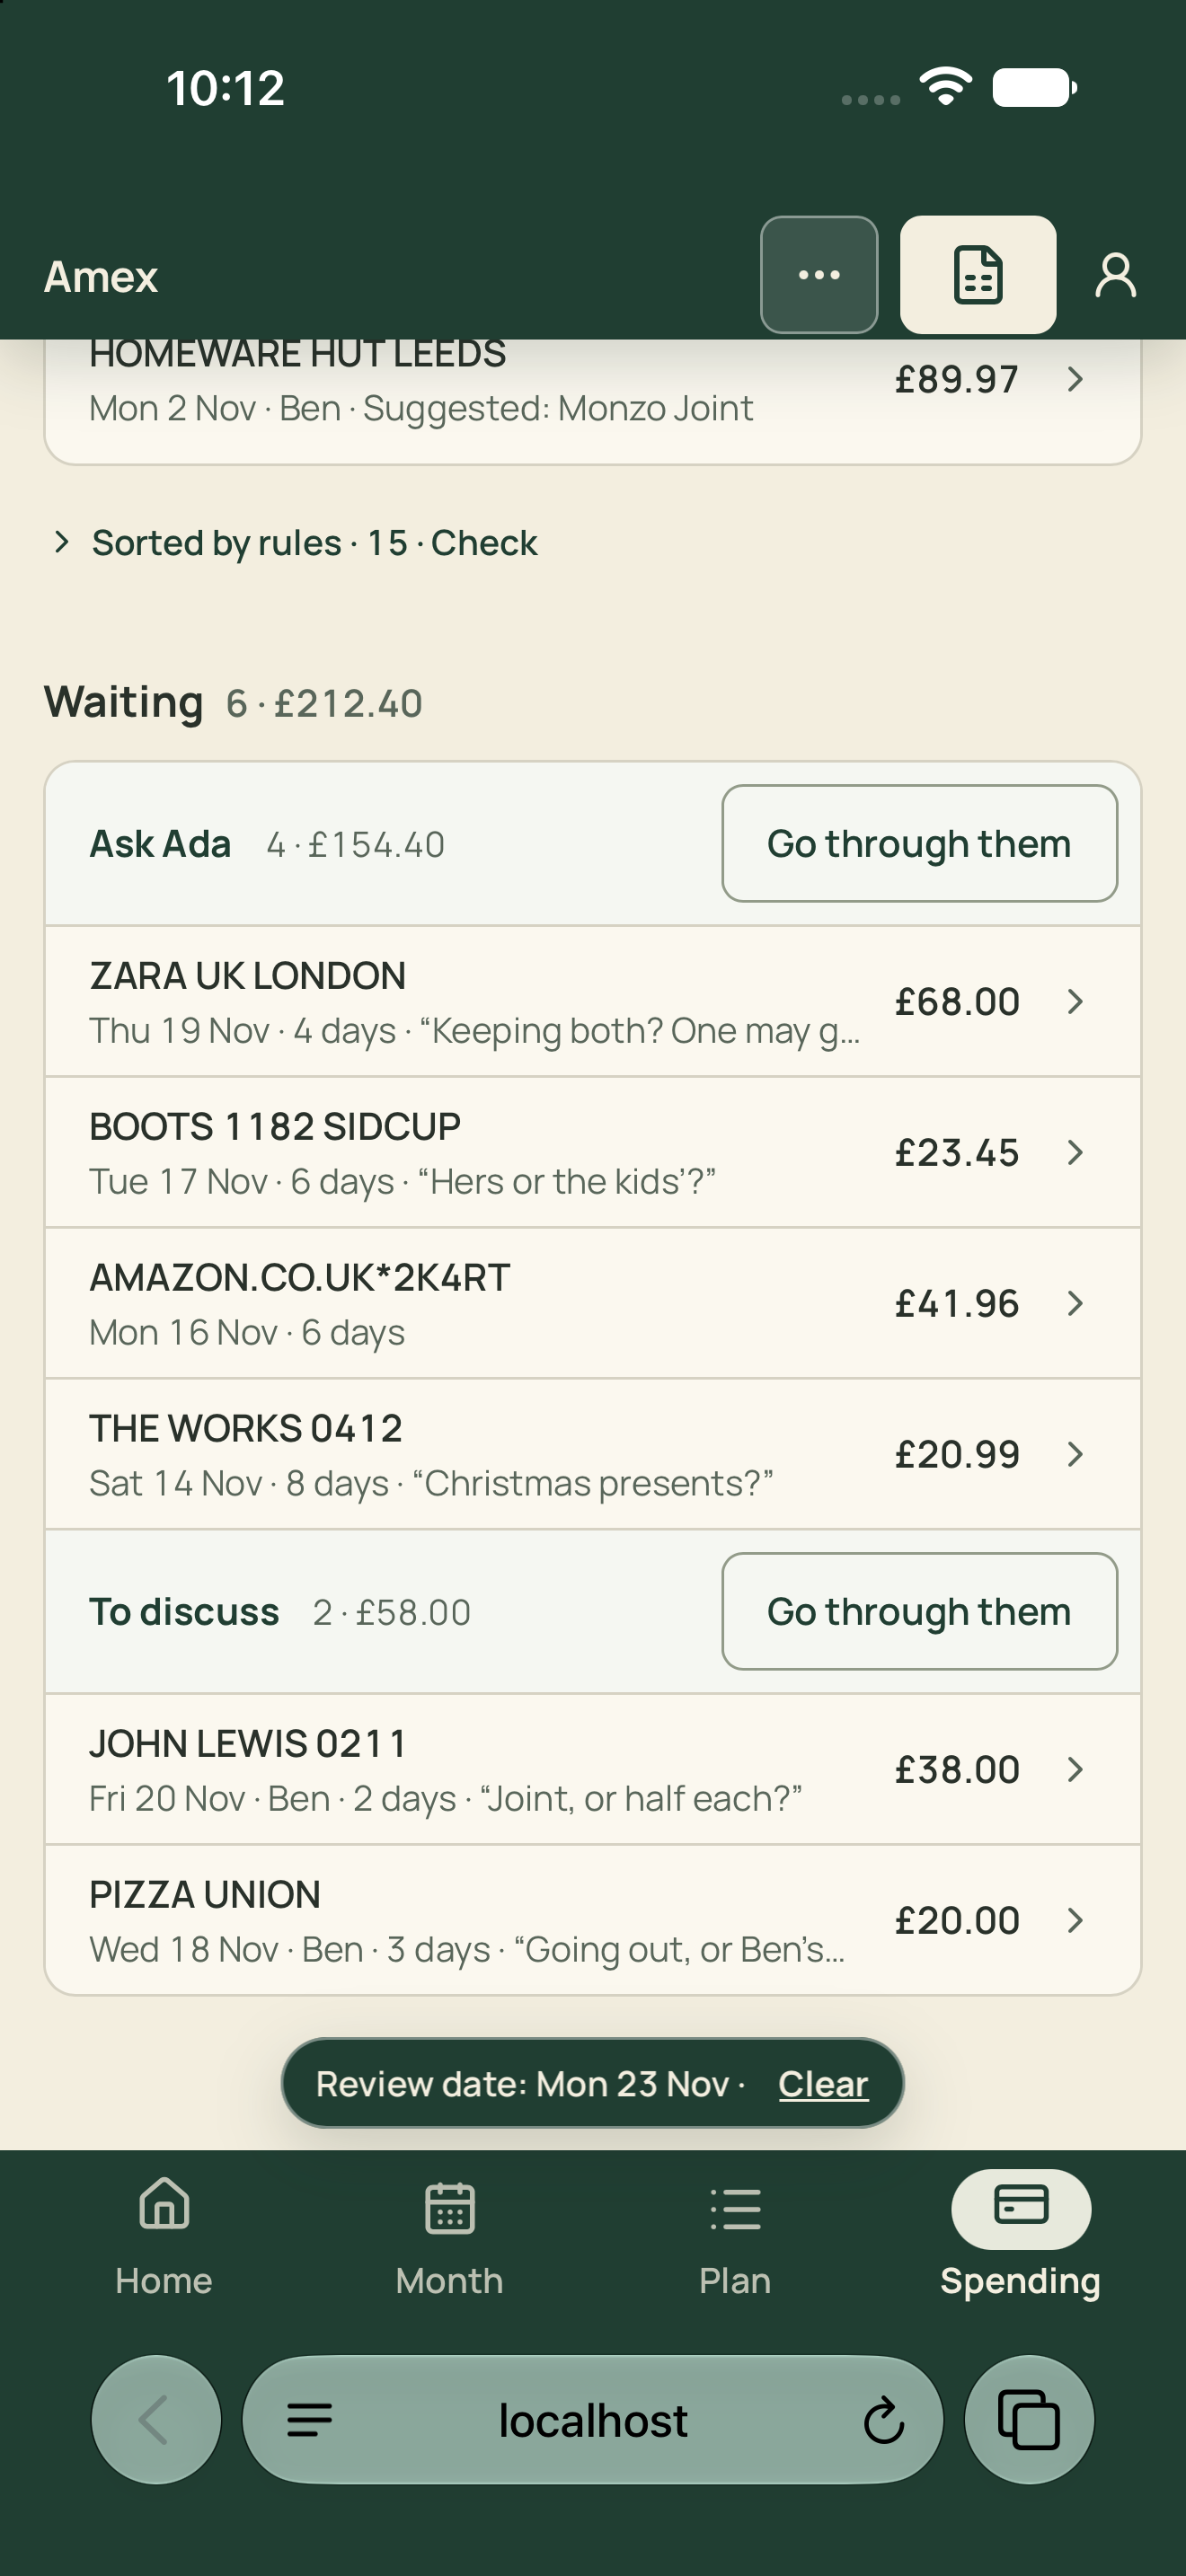 10:12
Amex
HOMEWARE HUT LEEDS
£89.97
Mon 2 Nov · Ben · Suggested: Monzo Joint
Sorted by rules · 15 · Check
Waiting 6 · £212.40
Ask Ada 4 · £154.40
Go through them
ZARA UK LONDON
£68.00
Thu 19 Nov · 4 days · “Keeping both? One may g...
BOOTS 1182 SIDCUP
£23.45
Tue 17 Nov · 6 days · “Hers or the kids’?”
AMAZON.CO.UK*2K4RT
£41.96
Mon 16 Nov · 6 days
THE WORKS 0412
£20.99
Sat 14 Nov · 8 days · “Christmas presents?”
To discuss 2 · £58.00
Go through them
JOHN LEWIS 0211
£38.00
Fri 20 Nov · Ben · 2 days · “Joint, or half each?”
PIZZA UNION
£20.00
Wed 18 Nov · Ben · 3 days · “Going out, or Ben’s...
Review date: Mon 23 Nov · Clear
Home
Month
Plan
Spending
localhost